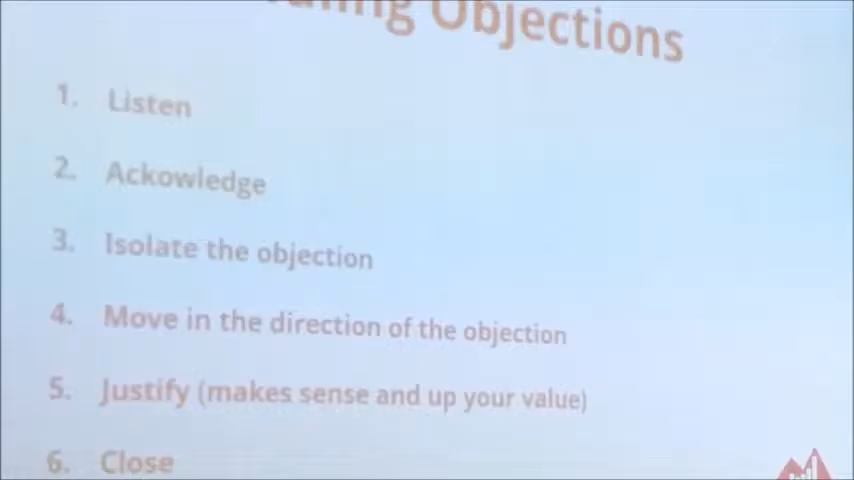 Objections
1. Listen
2. Ackowledge
3. Isolate the objection
4. Move in the direction of the objection
5. Justify (makes sense and up your value)
6. Close